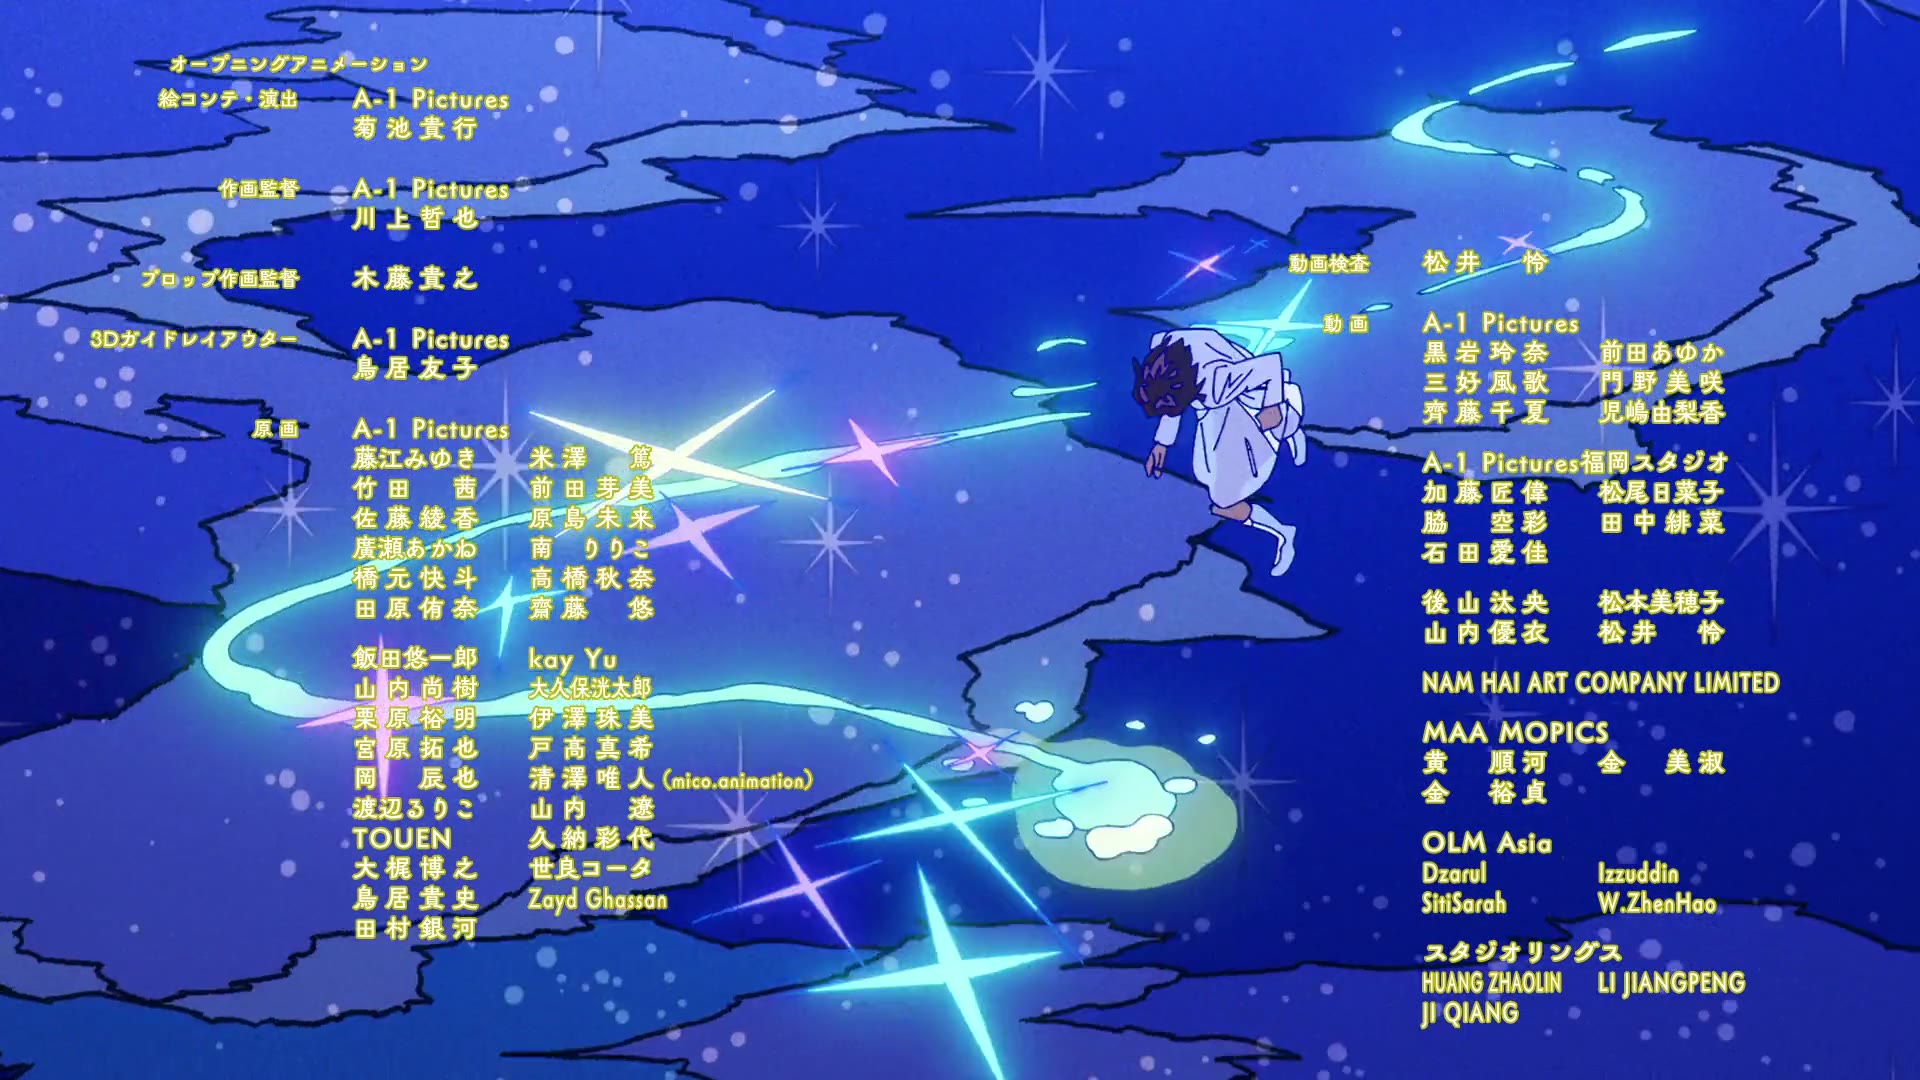 オープニングアニメーション
絵コンテ・演出 A-1 Pictures
菊池貴行
作画監督 A-1 Pictures
川上哲也
プロップ作画監督 木藤貴之
3Dガイドレイアウター A-1 Pictures
鳥居友子
原画 A-1 Pictures
藤江みゆき 米澤 篤
竹田 茜 前田芽美
佐藤綾香 原島未来
廣瀬あかね 南 りりこ
橋元快斗 高橋秋奈
田原侑奈 齋藤 悠
飯田悠一郎 kay Yu
山内尚樹 大久保洸太郎
栗原裕明 伊澤珠美
宮原拓也 戸高真希
岡 辰也 清澤唯人(mico.animation)
渡辺るりこ 山内 遼
TOUEN 久納彩代
大梶博之 世良コータ
鳥居貴史 Zayd Ghassan
田村銀河
動画検査 松井 怜
動画 A-1 Pictures
黒岩玲奈 前田あゆか
三好風歌 門野美咲
齊藤千夏 児嶋由梨香
A-1 Pictures福岡スタジオ
加藤匠偉 松尾日菜子
脇 空彩 田中緋菜
石田愛佳
後山汰央 松本美穂子
山内優衣 松井 怜
NAM HAI ART COMPANY LIMITED
MAA MOPICS
黄 順河 金 美淑
金 裕貞
OLM Asia
Dzarul Izzuddin
SitiSarah W.ZhenHao
スタジオリングス
HUANG ZHAOLIN LI JIANGPENG
JI QIANG